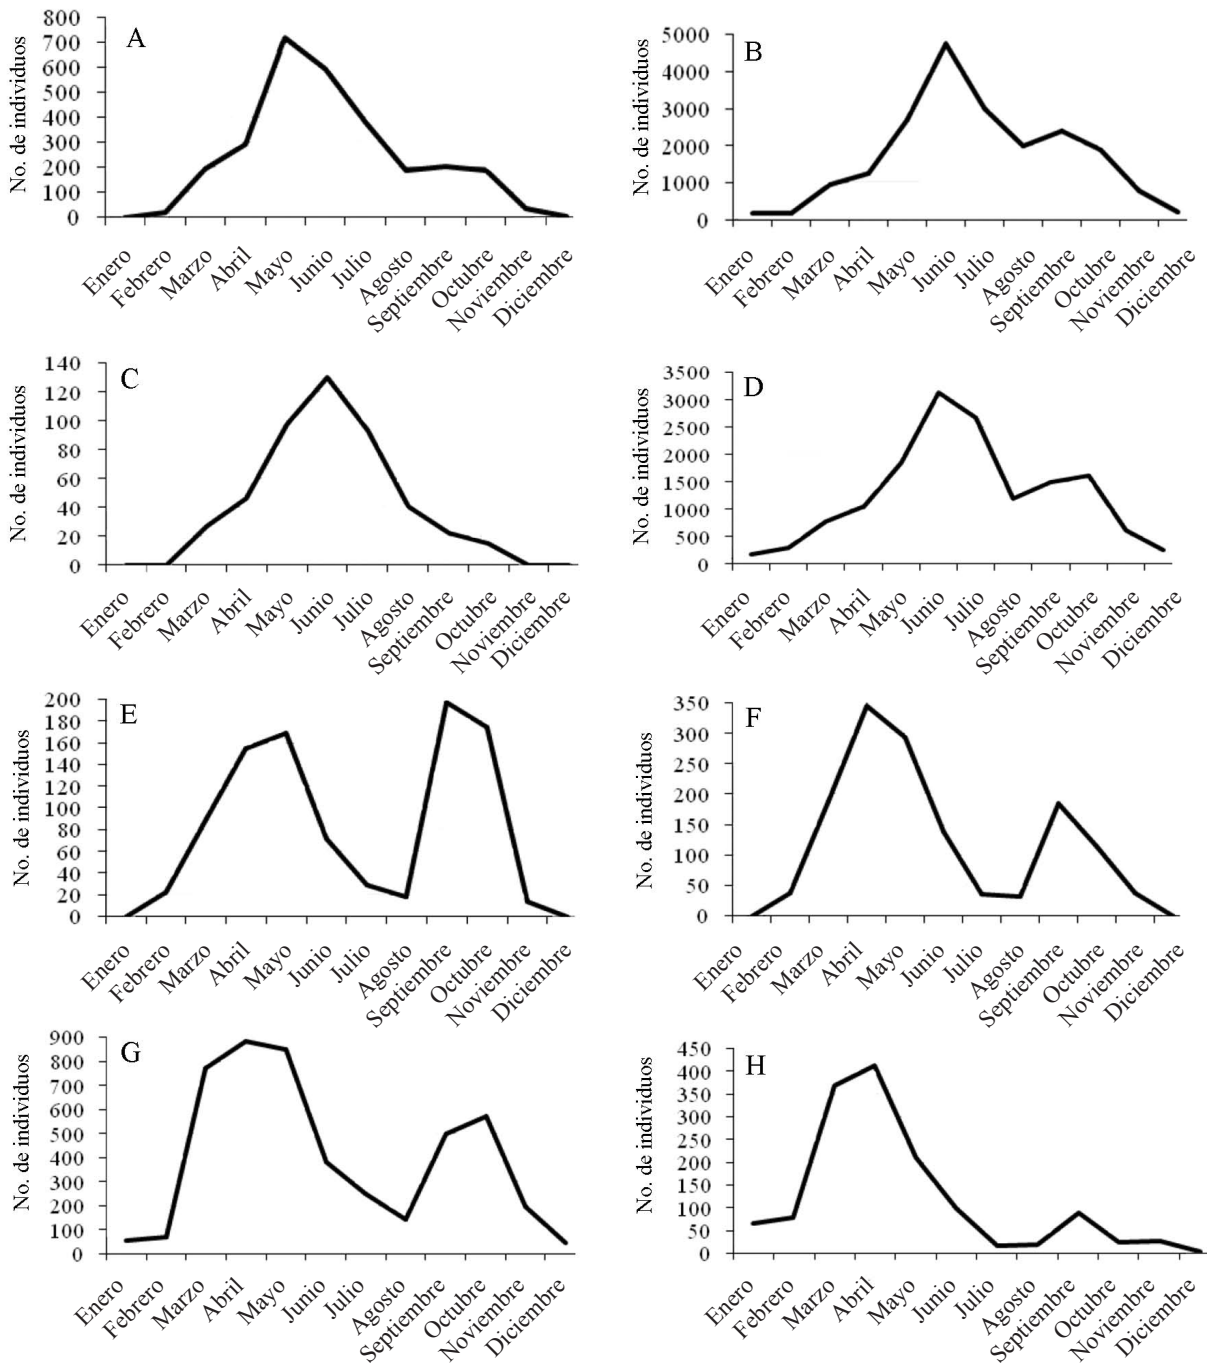 A
No. de individuos
800
700
600
500
400
300
200
100
0
Enero
Febrero
Marzo
Abril
Mayo
Junio
Julio
Agosto
Septiembre
Octubre
Noviembre
Diciembre
B
No. de individuos
5000
4000
3000
2000
1000
0
Enero
Febrero
Marzo
Abril
Mayo
Junio
Julio
Agosto
Septiembre
Octubre
Noviembre
Diciembre
C
No. de individuos
140
120
100
80
60
40
20
0
Enero
Febrero
Marzo
Abril
Mayo
Junio
Julio
Agosto
Septiembre
Octubre
Noviembre
Diciembre
D
No. de individuos
3500
3000
2500
2000
1500
1000
500
0
Enero
Febrero
Marzo
Abril
Mayo
Junio
Julio
Agosto
Septiembre
Octubre
Noviembre
Diciembre
E
No. de individuos
200
180
160
140
120
100
80
60
40
20
0
Enero
Febrero
Marzo
Abril
Mayo
Junio
Julio
Agosto
Septiembre
Octubre
Noviembre
Diciembre
F
No. de individuos
350
300
250
200
150
100
50
0
Enero
Febrero
Marzo
Abril
Mayo
Junio
Julio
Agosto
Septiembre
Octubre
Noviembre
Diciembre
G
No. de individuos
900
800
700
600
500
400
300
200
100
0
Enero
Febrero
Marzo
Abril
Mayo
Junio
Julio
Agosto
Septiembre
Octubre
Noviembre
Diciembre
H
No. de individuos
450
400
350
300
250
200
150
100
50
0
Enero
Febrero
Marzo
Abril
Mayo
Junio
Julio
Agosto
Septiembre
Octubre
Noviembre
Diciembre